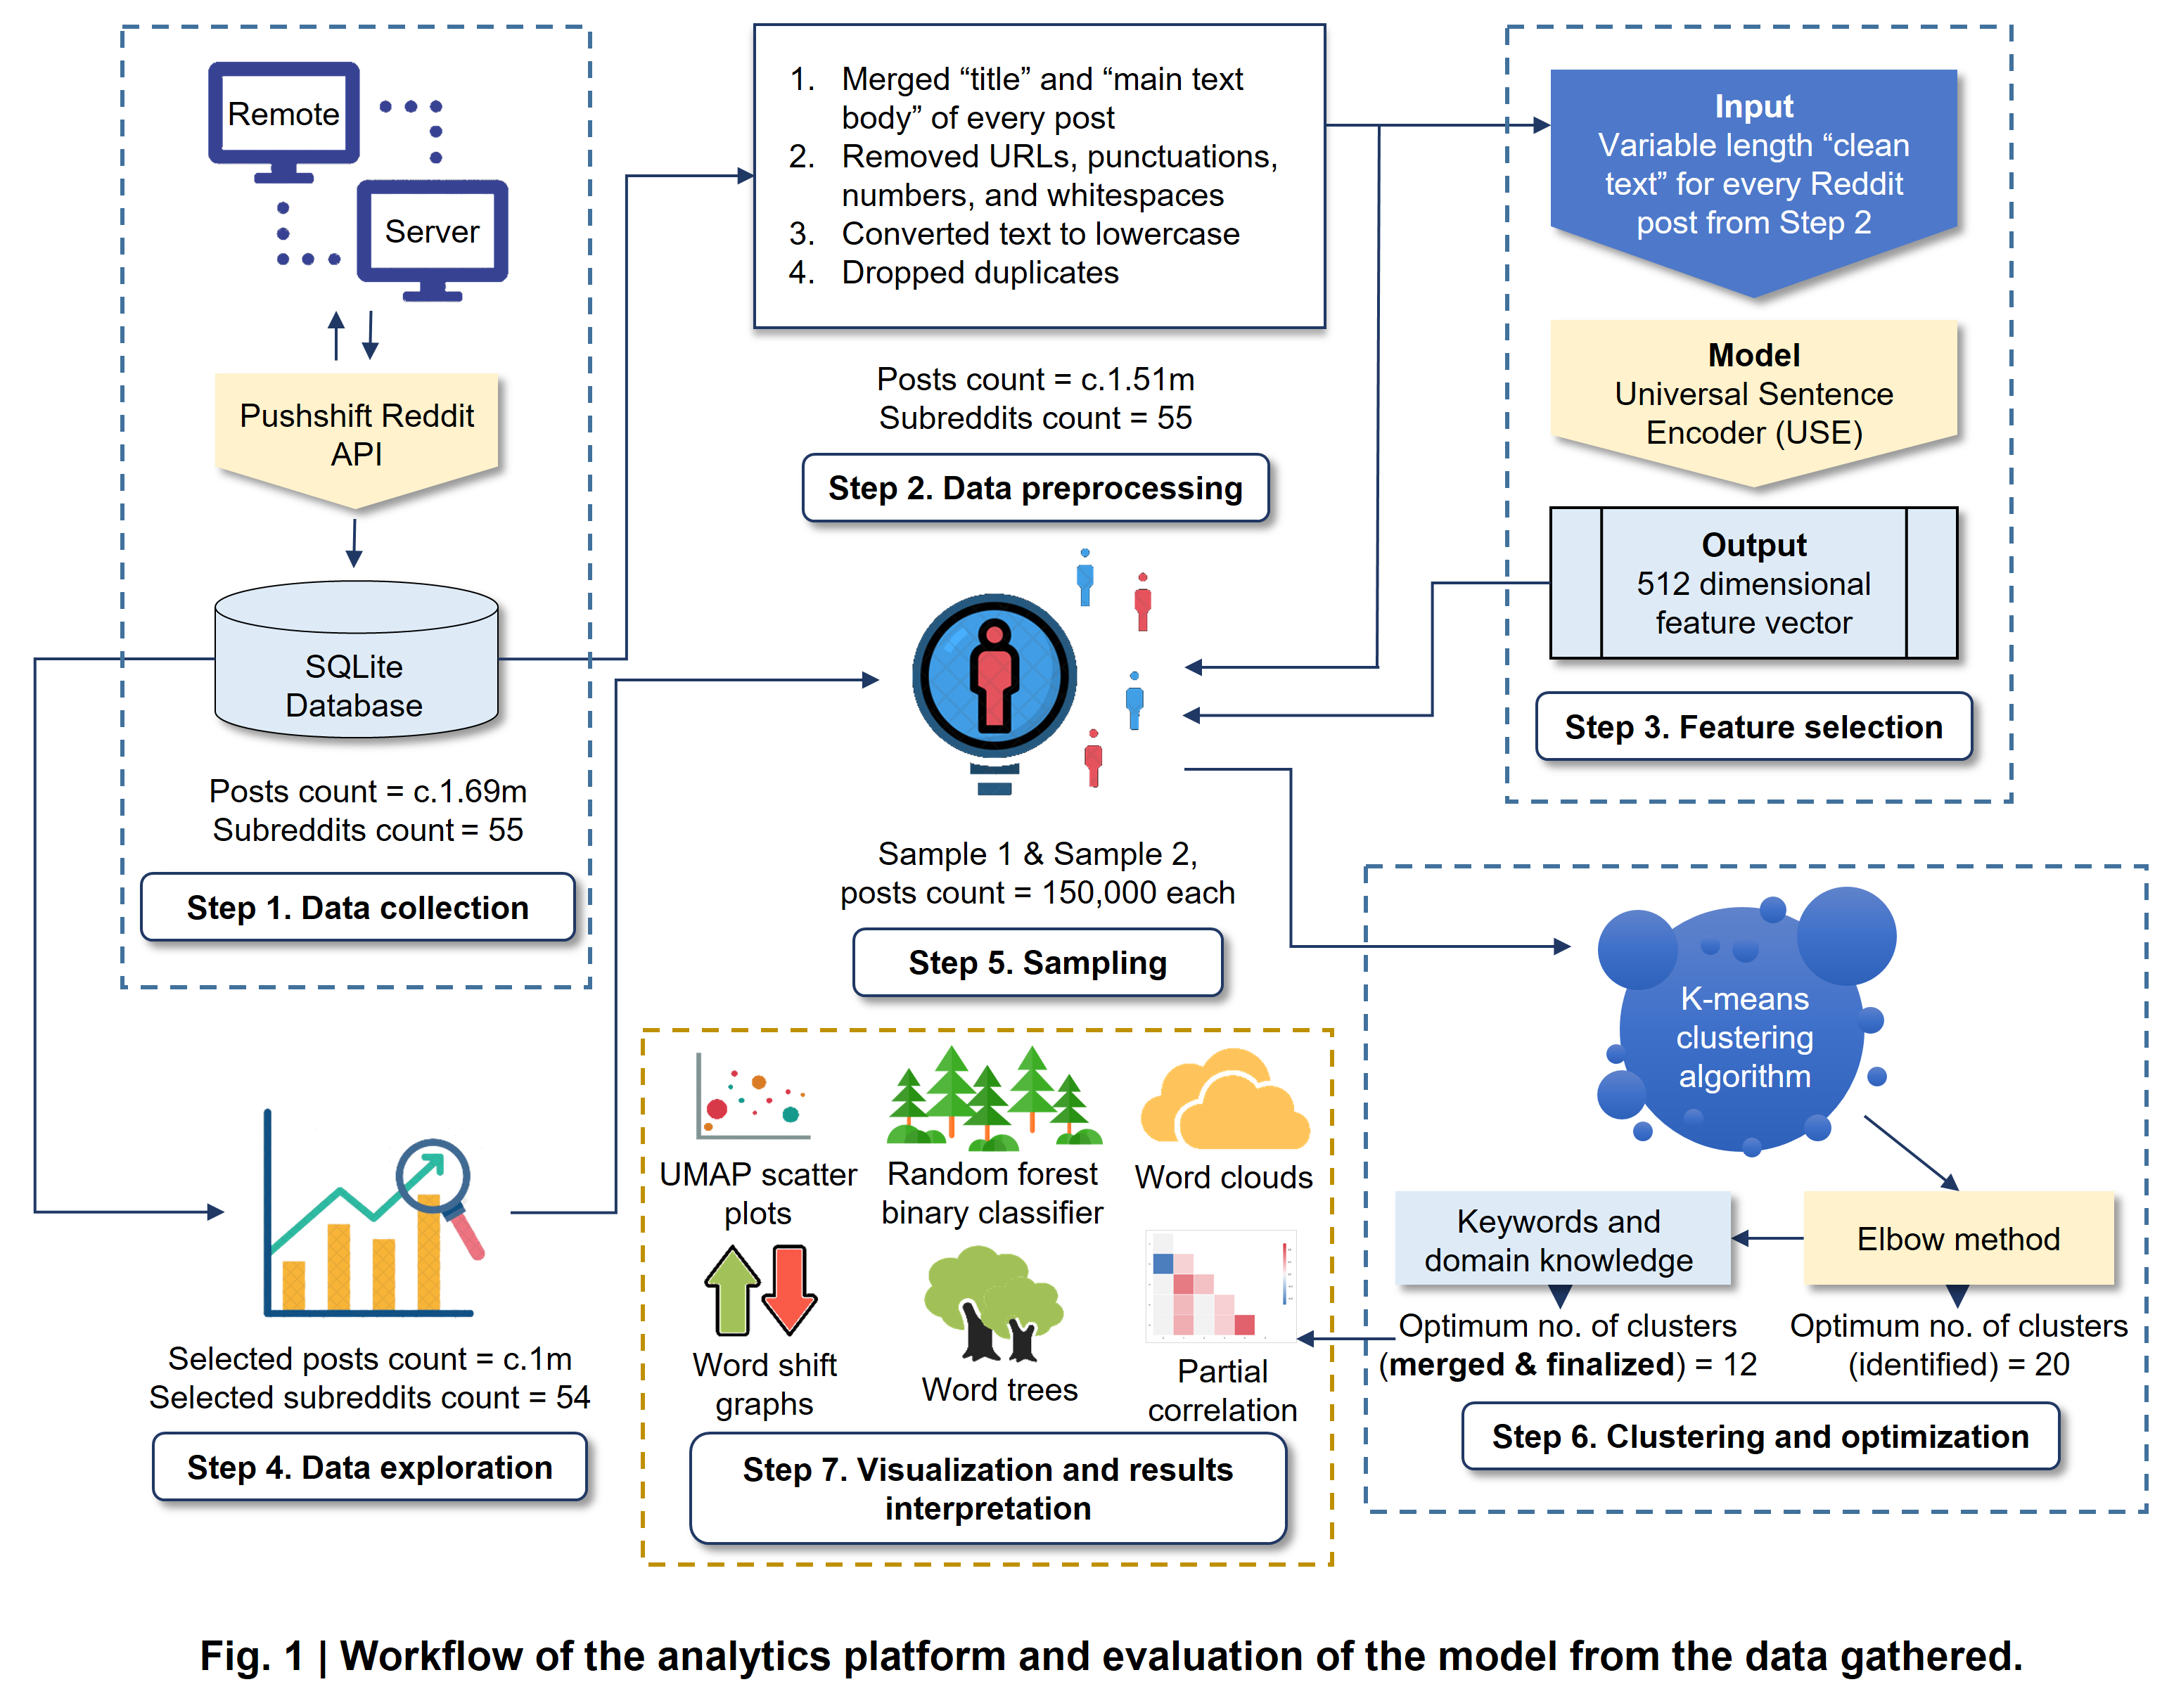 Remote
Server
Pushshift Reddit
API
SQLite
Database
Posts count = c.1.69m
Subreddits count = 55
Step 1. Data collection
1. Merged “title” and “main text
body” of every post
2. Removed URLs, punctuations,
numbers, and whitespaces
3. Converted text to lowercase
4. Dropped duplicates
Posts count = c.1.51m
Subreddits count = 55
Step 2. Data preprocessing
Input
Variable length “clean
text” for every Reddit
post from Step 2
Model
Universal Sentence
Encoder (USE)
Output
512 dimensional
feature vector
Step 3. Feature selection
Selected posts count = c.1m
Selected subreddits count = 54
Step 4. Data exploration
Sample 1 & Sample 2,
posts count = 150,000 each
Step 5. Sampling
K-means
clustering
algorithm
Elbow method
Optimum no. of clusters
(identified) = 20
Keywords and
domain knowledge
Optimum no. of clusters
(merged & finalized) = 12
Step 6. Clustering and optimization
UMAP scatter
plots
Random forest
binary classifier
Word clouds
Word shift
graphs
Word trees
Partial
correlation
Step 7. Visualization and results
interpretation
Fig. 1 | Workflow of the analytics platform and evaluation of the model from the data gathered.